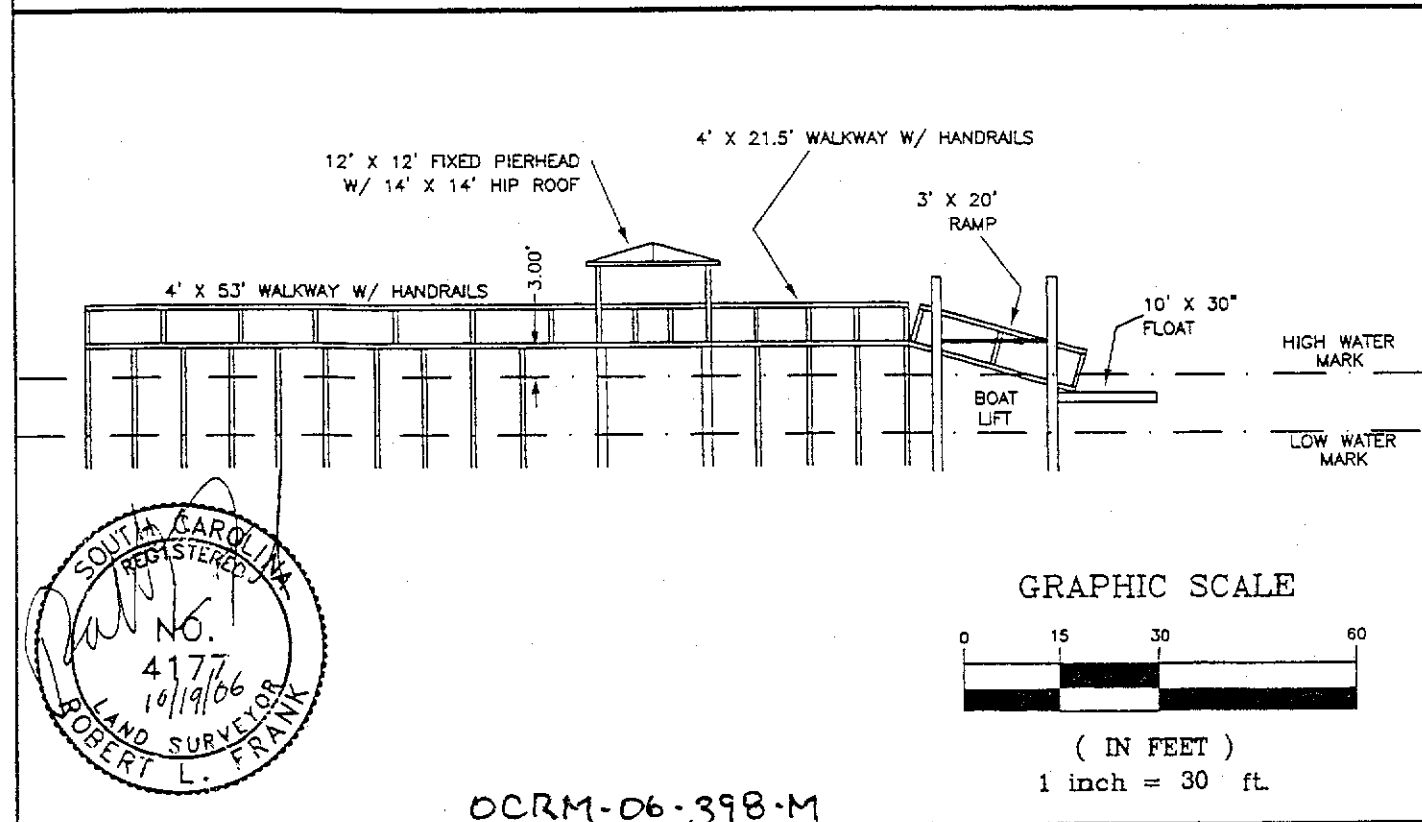 12' X 12' FIXED PIERHEAD
W/ 14' X 14' HIP ROOF
4' X 21.5' WALKWAY W/ HANDRAILS
3' X 20'
RAMP
3.00'
4' X 53' WALKWAY W/ HANDRAILS
10' X 30"
FLOAT
HIGH WATER
MARK
BOAT
LIFT
LOW WATER
MARK
SOUTH CAROLINA
REGISTERED
NO.
4177
10/19/06
LAND SURVEYOR
ROBERT L. FRANK
GRAPHIC SCALE
0 15 30 60
( IN FEET )
1 inch = 30 ft.
OCRM-06-398-M